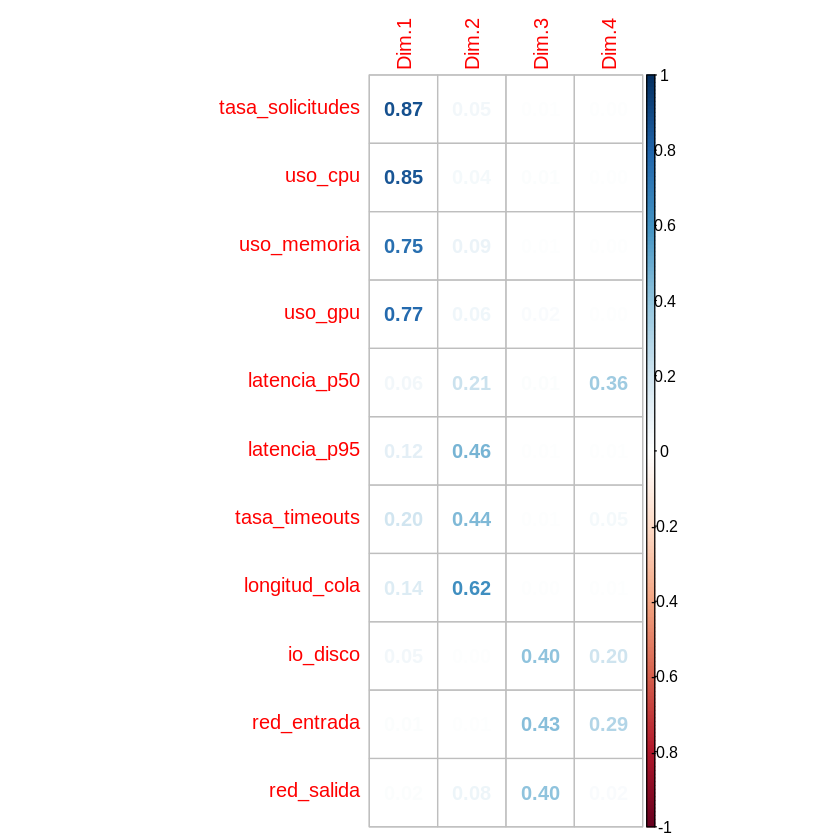 Dim.1 Dim.2 Dim.3 Dim.4
tasa_solicitudes 0.87 0.05
uso_cpu 0.85 0.04 0.01
uso_memoria 0.75 0.09
uso_gpu 0.77 0.06 0.02
latencia_p50 0.06 0.21 0.01 0.36
latencia_p95 0.12 0.46
tasa_timeouts 0.20 0.44 0.05
longitud_cola 0.14 0.62
io_disco 0.05 0.40 0.20
red_entrada 0.01 0.43 0.29
red_salida 0.02 0.08 0.40 0.02
1
0.8
0.6
0.4
0.2
0
-0.2
-0.4
-0.6
-0.8
-1